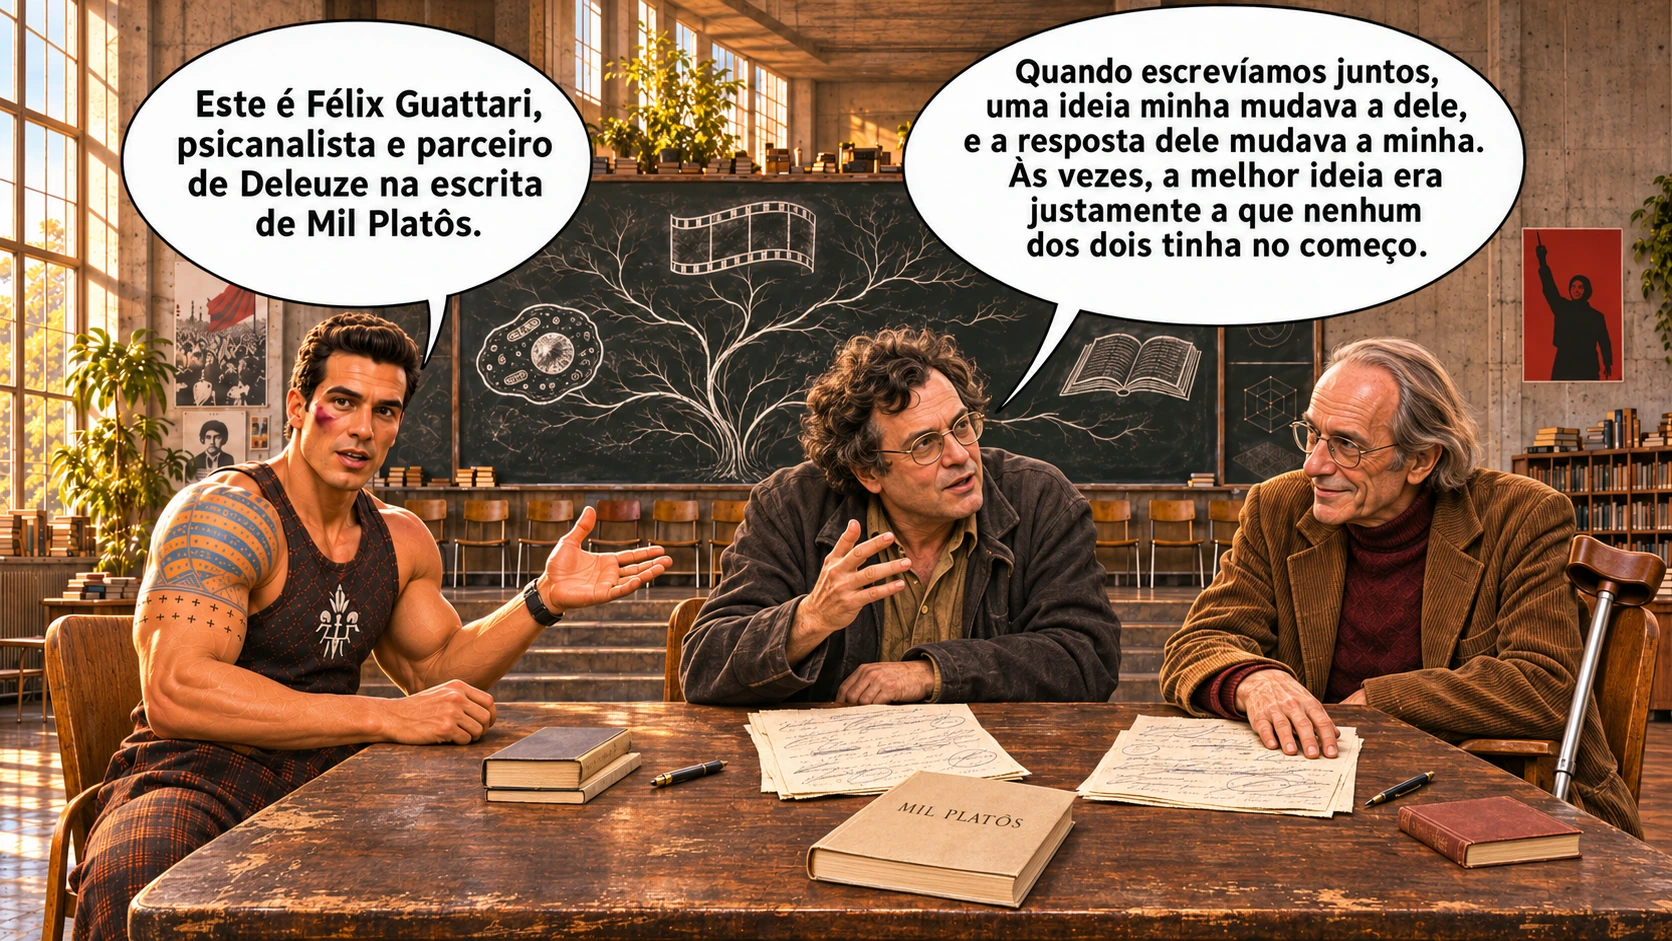 Este é Félix Guattari,
psicanalista e parceiro
de Deleuze na escrita
de Mil Platôs.
Quando escrevíamos juntos,
uma ideia minha mudava a dele,
e a resposta dele mudava a minha.
Às vezes, a melhor ideia era
justamente a que nenhum
dos dois tinha no começo.
MIL PLATÔS